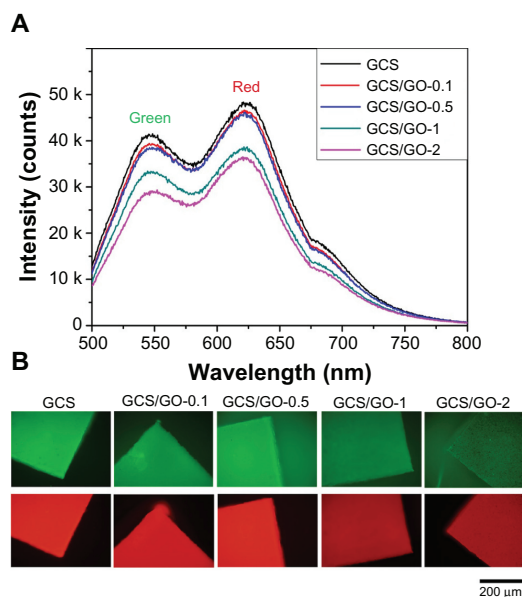 A
Intensity (counts)
50 k
40 k
30 k
20 k
10 k
0
Green
Red
GCS
GCS/GO-0.1
GCS/GO-0.5
GCS/GO-1
GCS/GO-2
500 550 600 650 700 750 800
Wavelength (nm)
B
GCS GCS/GO-0.1 GCS/GO-0.5 GCS/GO-1 GCS/GO-2
200 μm